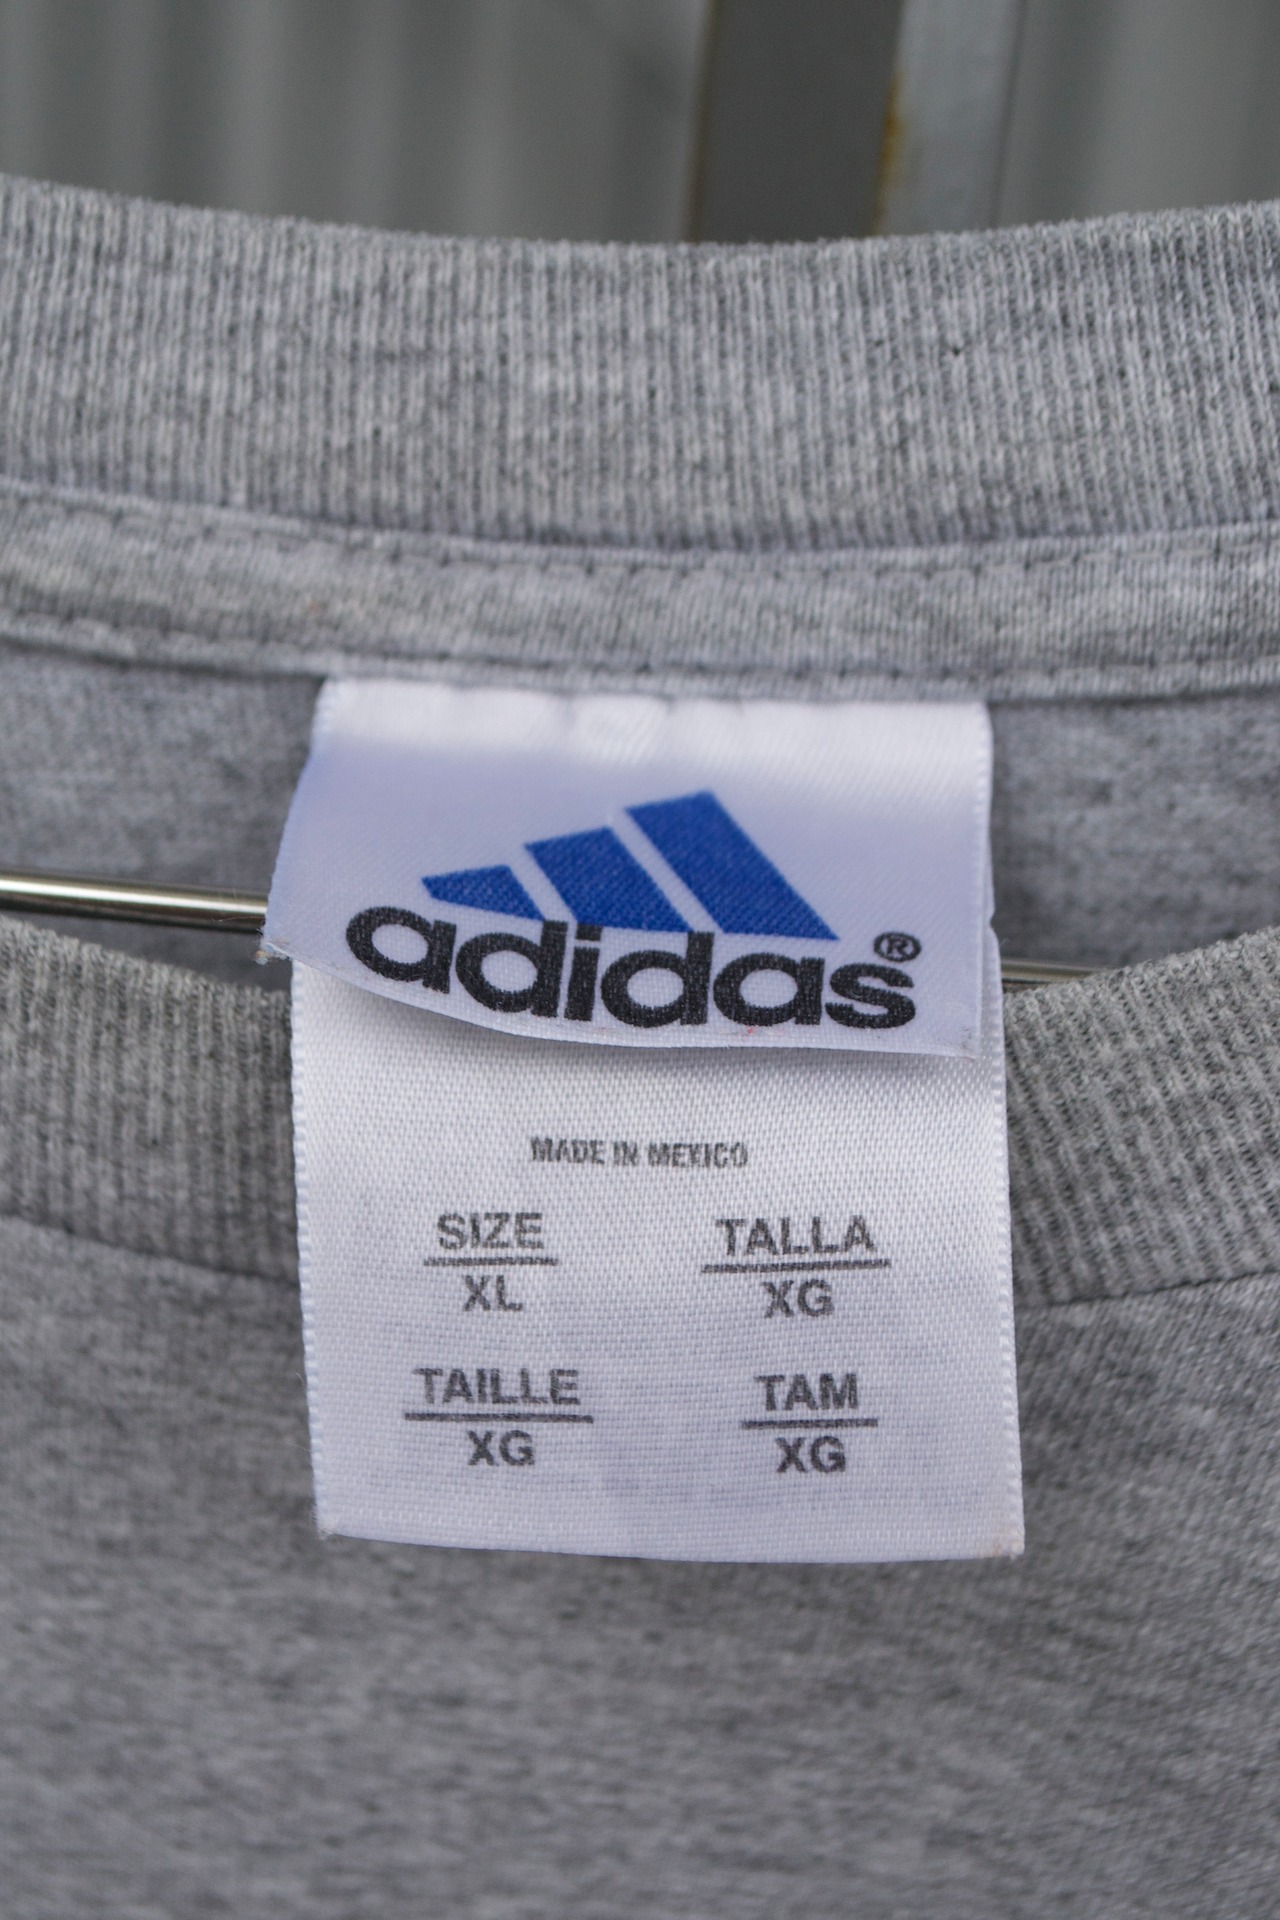 adidas®
MADE IN MEXICO
SIZE TALLA
XL XG
TAILLE TAM
XG XG